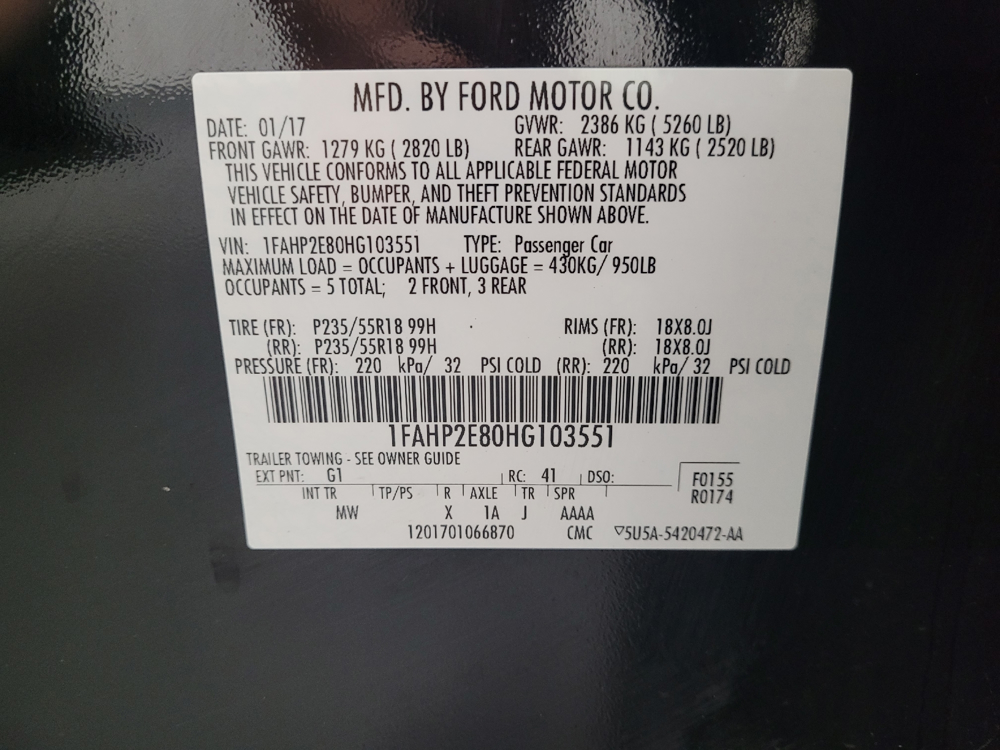 MFD. BY FORD MOTOR CO.
DATE: 01/17 GVWR: 2386 KG ( 5260 LB)
FRONT GAWR: 1279 KG ( 2820 LB) REAR GAWR: 1143 KG ( 2520 LB)
THIS VEHICLE CONFORMS TO ALL APPLICABLE FEDERAL MOTOR
VEHICLE SAFETY, BUMPER, AND THEFT PREVENTION STANDARDS
IN EFFECT ON THE DATE OF MANUFACTURE SHOWN ABOVE.
VIN: 1FAHP2E80HG103551 TYPE: Passenger Car
MAXIMUM LOAD = OCCUPANTS + LUGGAGE = 430KG/ 950LB
OCCUPANTS = 5 TOTAL; 2 FRONT, 3 REAR
TIRE (FR): P235/55R18 99H RIMS (FR): 18X8.0J
(RR): P235/55R18 99H (RR): 18X8.0J
PRESSURE (FR): 220 kPa/ 32 PSI COLD (RR): 220 kPa/ 32 PSI COLD
1FAHP2E80HG103551
TRAILER TOWING - SEE OWNER GUIDE
EXT PNT: G1 RC: 41 DSO: F0155
INT TR TP/PS R AXLE TR SPR R0174
MW X 1A J AAAA
1201701066870 CMC ▽5U5A-5420472-AA